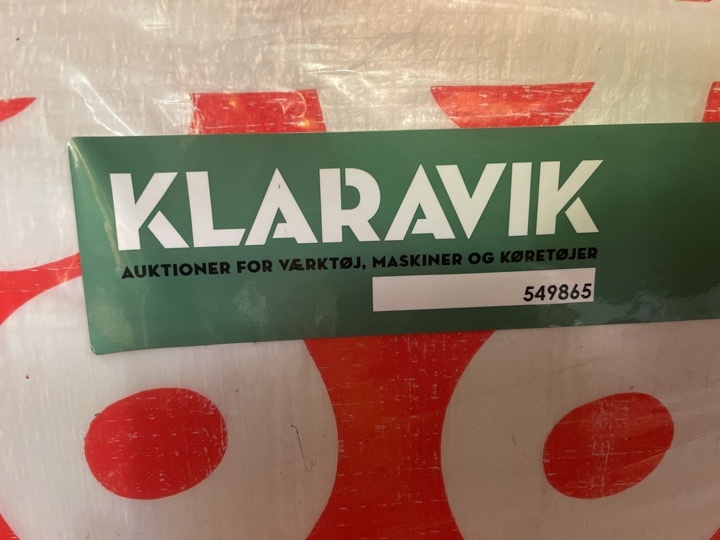 KLARAVIK
AUKTIONER FOR VÆRKTØJ, MASKINER OG KØRETØJER
549865